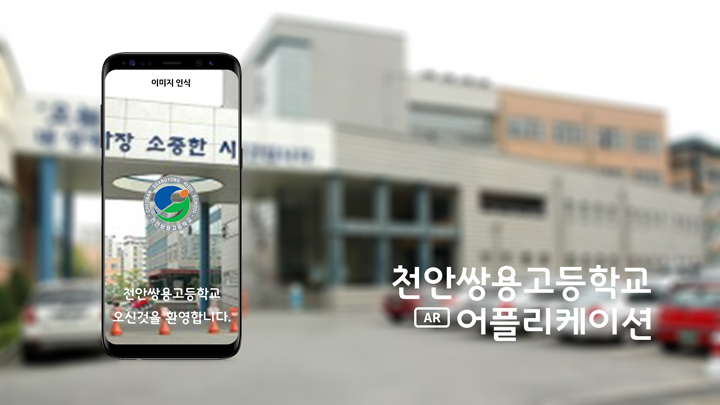 이미지 인식
장 소중한 시
천안쌍용고등학교
오신것을 환영합니다.
천안쌍용고등학교
AR 어플리케이션